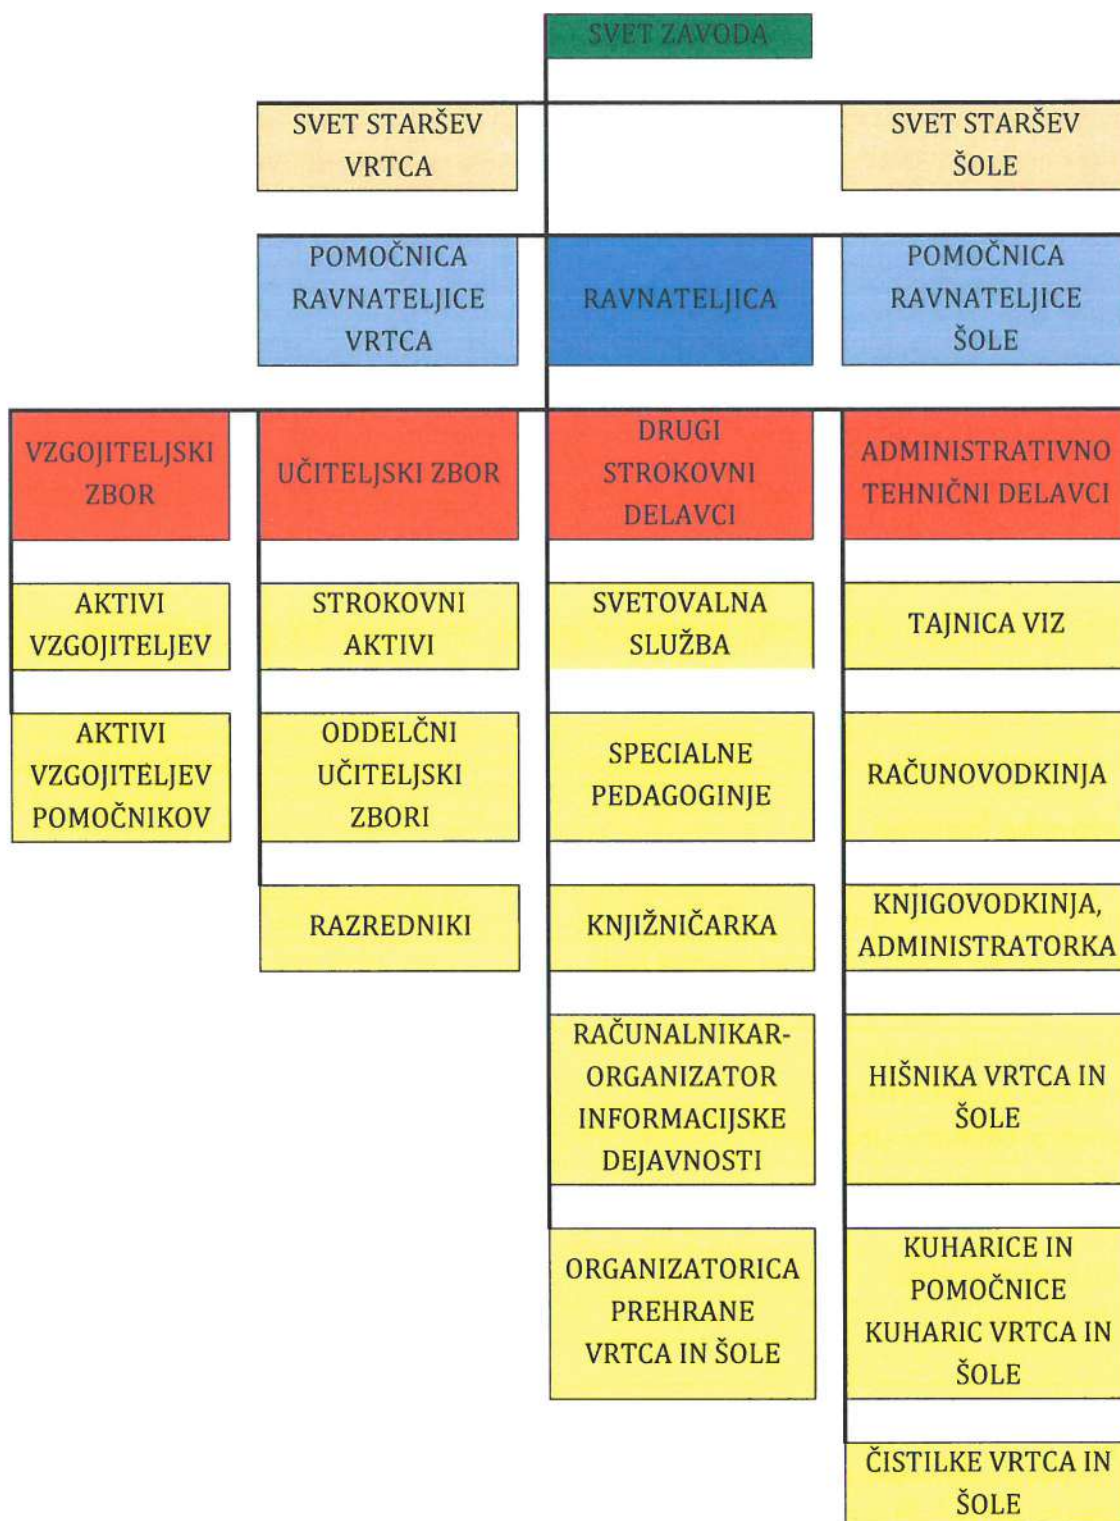 SVET ZAVODA
SVET STARŠEV
VRTCA
SVET STARŠEV
ŠOLE
POMOČNICA
RAVNATELJICE
VRTCA
RAVNATELJICA
POMOČNICA
RAVNATELJICE
ŠOLE
VZGOJITELJSKI
ZBOR
UČITELJSKI ZBOR
DRUGI
STROKOVNI
DELAVCI
ADMINISTRATIVNO
TEHNIČNI DELAVCI
AKTIVI
VZGOJITELJEV
STROKOVNI
AKTIVI
SVETOVALNA
SLUŽBA
TAJNICA VIZ
AKTIVI
VZGOJITELJEV
POMOČNIKOV
ODDELČNI
UČITELJSKI
ZBORI
SPECIALNE
PEDAGOGINJE
RAČUNOVODKINJA
RAZREDNIKI
KNJIŽNIČARKA
KNJIGOVODKINJA,
ADMINISTRATORKA
RAČUNALNIKAR-
ORGANIZATOR
INFORMACIJSKE
DEJAVNOSTI
HIŠNIKA VRTCA IN
ŠOLE
ORGANIZATORICA
PREHRANE
VRTCA IN ŠOLE
KUHARICE IN
POMOČNICE
KUHARIC VRTCA IN
ŠOLE
ČISTILKE VRTCA IN
ŠOLE